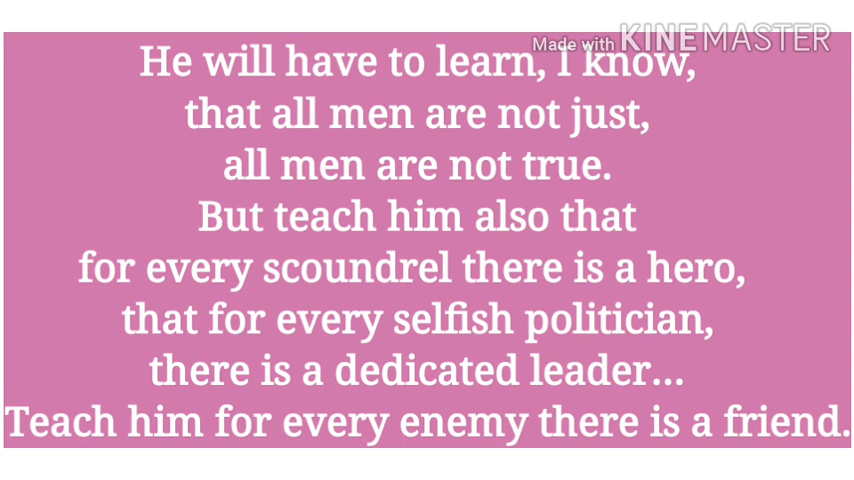 Made with KINEMASTER
He will have to learn, I know,
that all men are not just,
all men are not true.
But teach him also that
for every scoundrel there is a hero,
that for every selfish politician,
there is a dedicated leader...
Teach him for every enemy there is a friend.